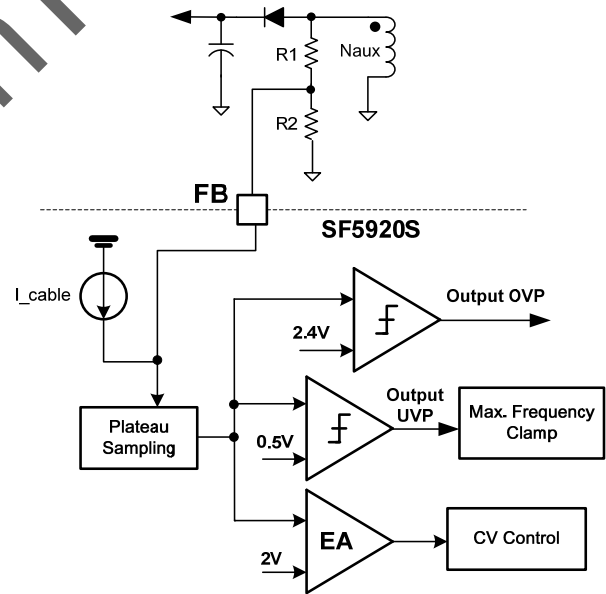 R1
Naux
R2
FB
SF5920S
I_cable
Output OVP
2.4V
Plateau
Sampling
Output
UVP
0.5V
Max. Frequency
Clamp
EA
2V
CV Control